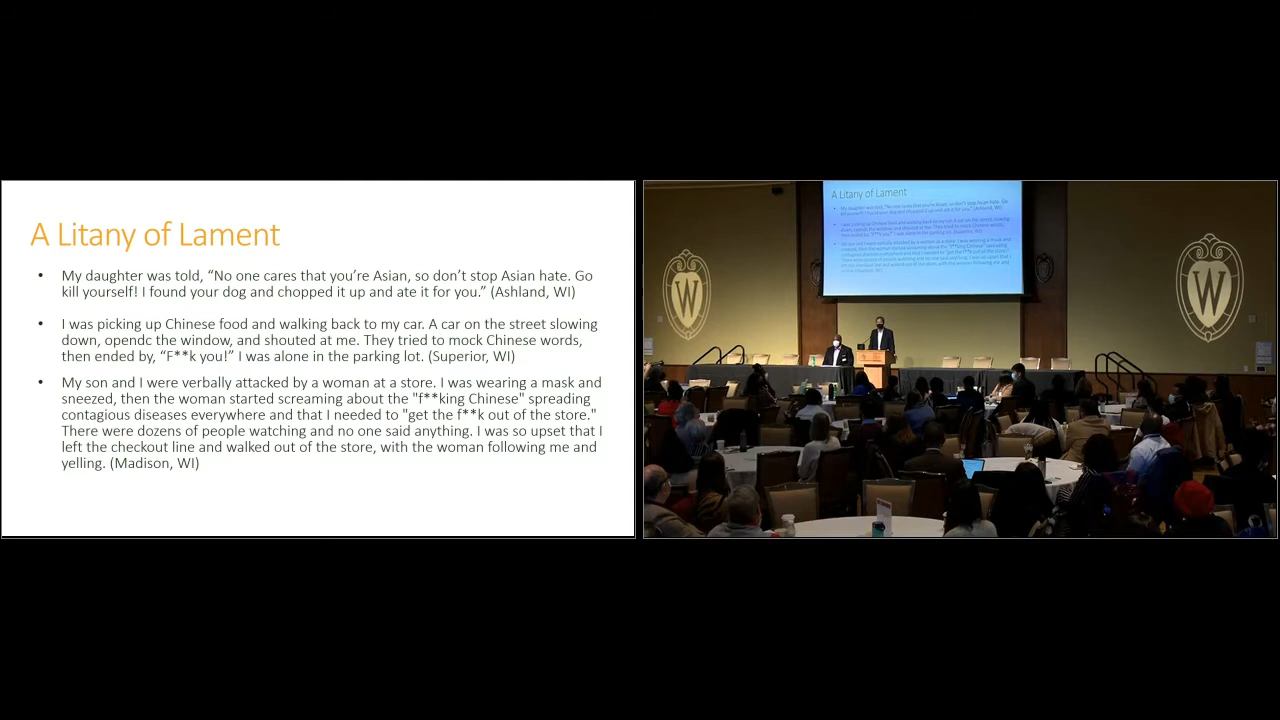 A Litany of Lament
• My daughter was told, “No one cares that you’re Asian, so don’t stop Asian hate. Go
kill yourself! I found your dog and chopped it up and ate it for you.” (Ashland, WI)
• I was picking up Chinese food and walking back to my car. A car on the street slowing
down, opendc the window, and shouted at me. They tried to mock Chinese words,
then ended by, “F**k you!” I was alone in the parking lot. (Superior, WI)
• My son and I were verbally attacked by a woman at a store. I was wearing a mask and
sneezed, then the woman started screaming about the "f**king Chinese" spreading
contagious diseases everywhere and that I needed to "get the f**k out of the store."
There were dozens of people watching and no one said anything. I was so upset that I
left the checkout line and walked out of the store, with the woman following me and
yelling. (Madison, WI)
A Litany of Lament
W
W